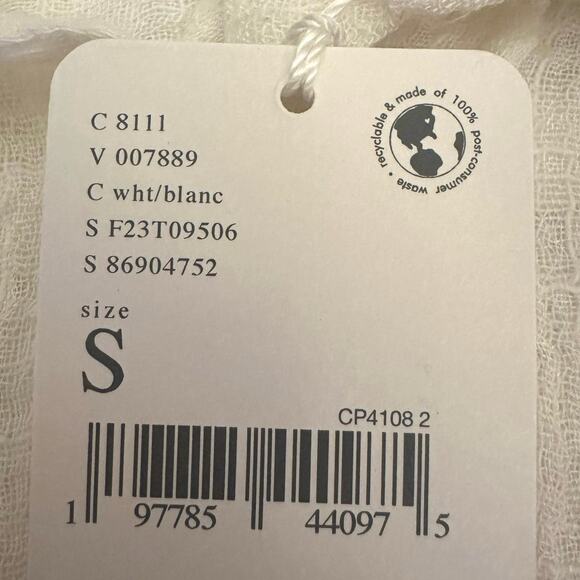 C 8111
V 007889
C wht/blanc
S F23T09506
S 86904752
size
S
recyclable & made of 100% post-consumer waste •
CP4108 2
1 97785 44097 5